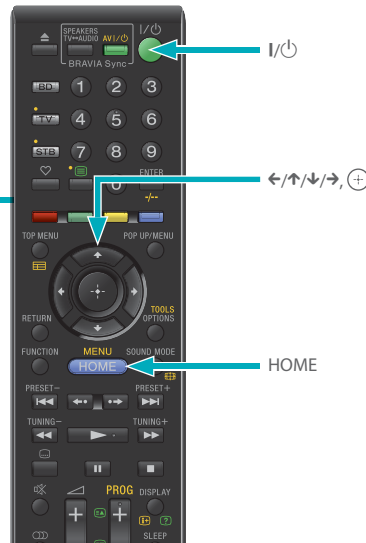 SPEAKERS
TV↔AUDIO AV I/⏻ I/⏻
BRAVIA Sync
I/⏻
BD 1 2 3
TV 4 5 6
STB 7 8 9
ENTER
0
-/--
←/↑/↓/→, ⊕
TOP MENU POP UP/MENU
TOOLS
RETURN OPTIONS
FUNCTION MENU SOUND MODE
HOME
HOME
PRESET− PRESET+
TUNING− TUNING+
PROG DISPLAY
+ +
i+ ?
SLEEP